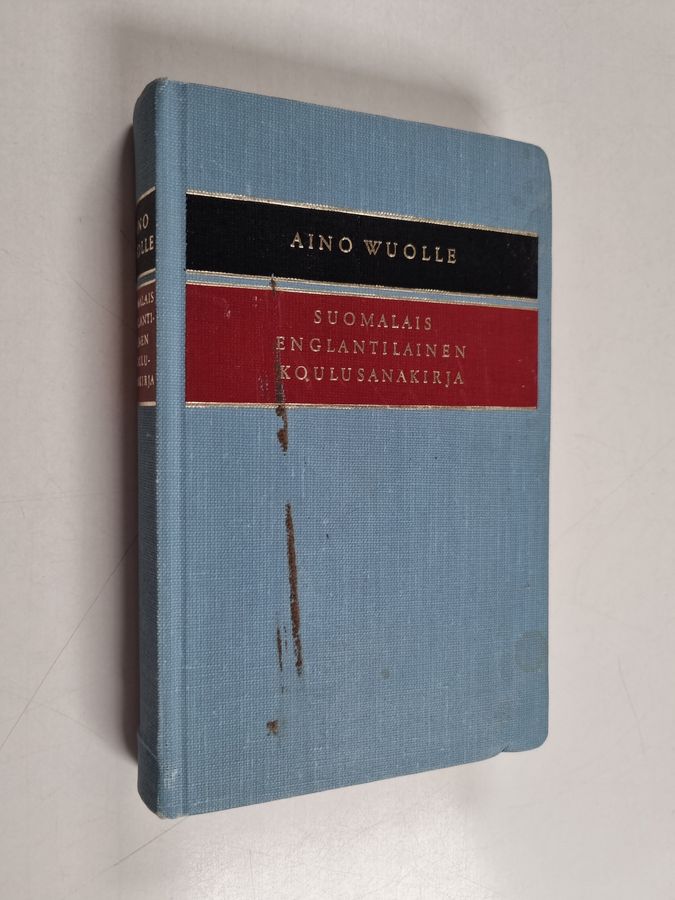 AINO WUOLLE
SUOMALAIS
ENGLANTILAINEN
KOULUSANAKIRJA